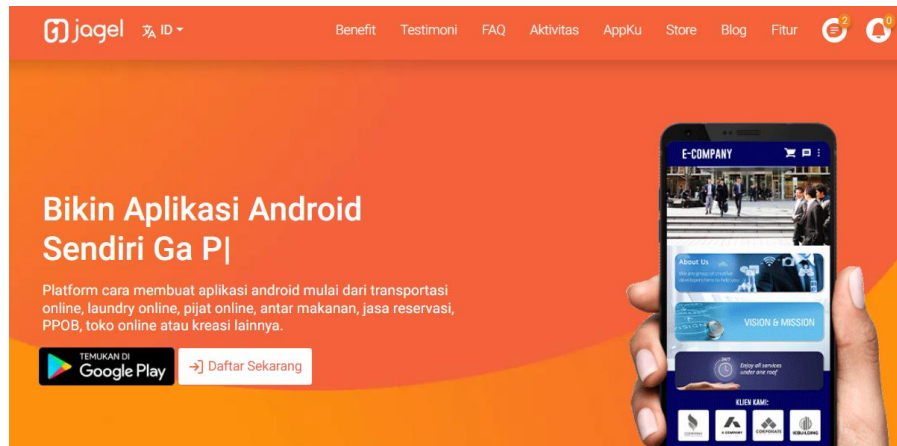 jagel
ID
Benefit
Testimoni
FAQ
Aktivitas
AppKu
Store
Blog
Fitur
2
0
Bikin Aplikasi Android
Sendiri Ga P|
Platform cara membuat aplikasi android mulai dari transportasi
online, laundry online, pijat online, antar makanan, jasa reservasi,
PPOB, toko online atau kreasi lainnya.
TEMUKAN DI
Google Play
Daftar Sekarang
E-COMPANY
About Us
VISION & MISSION
Enjoy all services
under one roof
KLIEN KAMI:
CORPORATE